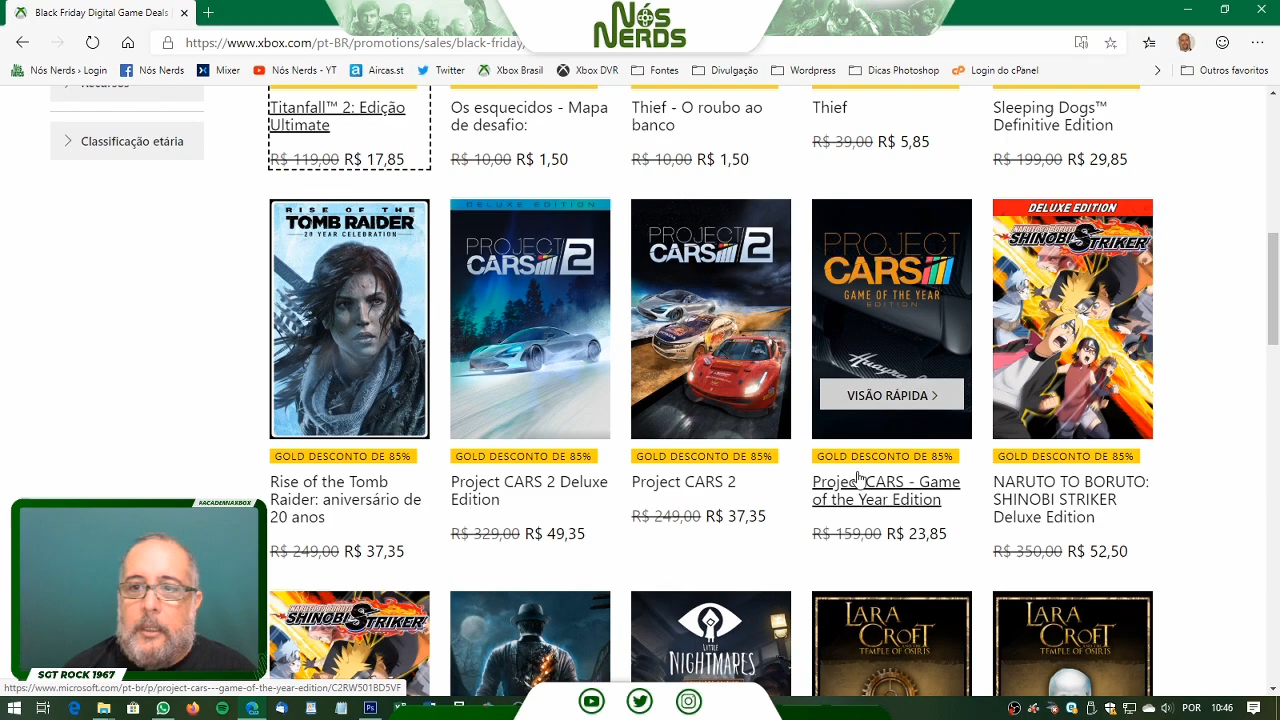 Black Friday Digital Game Deals
NÓS NERDS
https://www.xbox.com/pt-BR/promotions/sales/black-friday/
Nós Nerds - Login
Nós Nerds
Mixer
Nós Nerds - YT
Aircas.st
Twitter
Xbox Brasil
Xbox DVR
Fontes
Divulgação
Wordpress
Dicas Photoshop
Login do cPanel
Outros favoritos
Recursos
Classificação etária
Titanfall™ 2: Edição
Ultimate
R$ 119,00 R$ 17,85
Os esquecidos - Mapa
de desafio:
R$ 10,00 R$ 1,50
Thief - O roubo ao
banco
R$ 10,00 R$ 1,50
Thief
R$ 39,00 R$ 5,85
Sleeping Dogs™
Definitive Edition
R$ 199,00 R$ 29,85
RISE OF THE
TOMB RAIDER
20 YEAR CELEBRATION
DELUXE EDITION
PROJECT
CARS 2
PROJECT
CARS 2
PROJECT
CARS
GAME OF THE YEAR
EDITION
VISÃO RÁPIDA
DELUXE EDITION
SHINOBI STRIKER
GOLD DESCONTO DE 85%
Rise of the Tomb
Raider: aniversário de
20 anos
R$ 249,00 R$ 37,35
GOLD DESCONTO DE 85%
Project CARS 2 Deluxe
Edition
R$ 329,00 R$ 49,35
GOLD DESCONTO DE 85%
Project CARS 2
R$ 249,00 R$ 37,35
GOLD DESCONTO DE 85%
Project CARS - Game
of the Year Edition
R$ 159,00 R$ 23,85
GOLD DESCONTO DE 85%
NARUTO TO BORUTO:
SHINOBI STRIKER
Deluxe Edition
R$ 350,00 R$ 52,50
SHINOBI STRIKER
LITTLE
NIGHTMARES
LARA
CROFT
AND THE
TEMPLE OF OSIRIS
LARA
CROFT
AND THE
TEMPLE OF OSIRIS
#ACADEMIAXBOX
SGT ROCK 1967
https://www.microsoft.com/pt-br/p/project-cars---game-of-the-year-edition/C2RW501BD5VF
POR
10:46